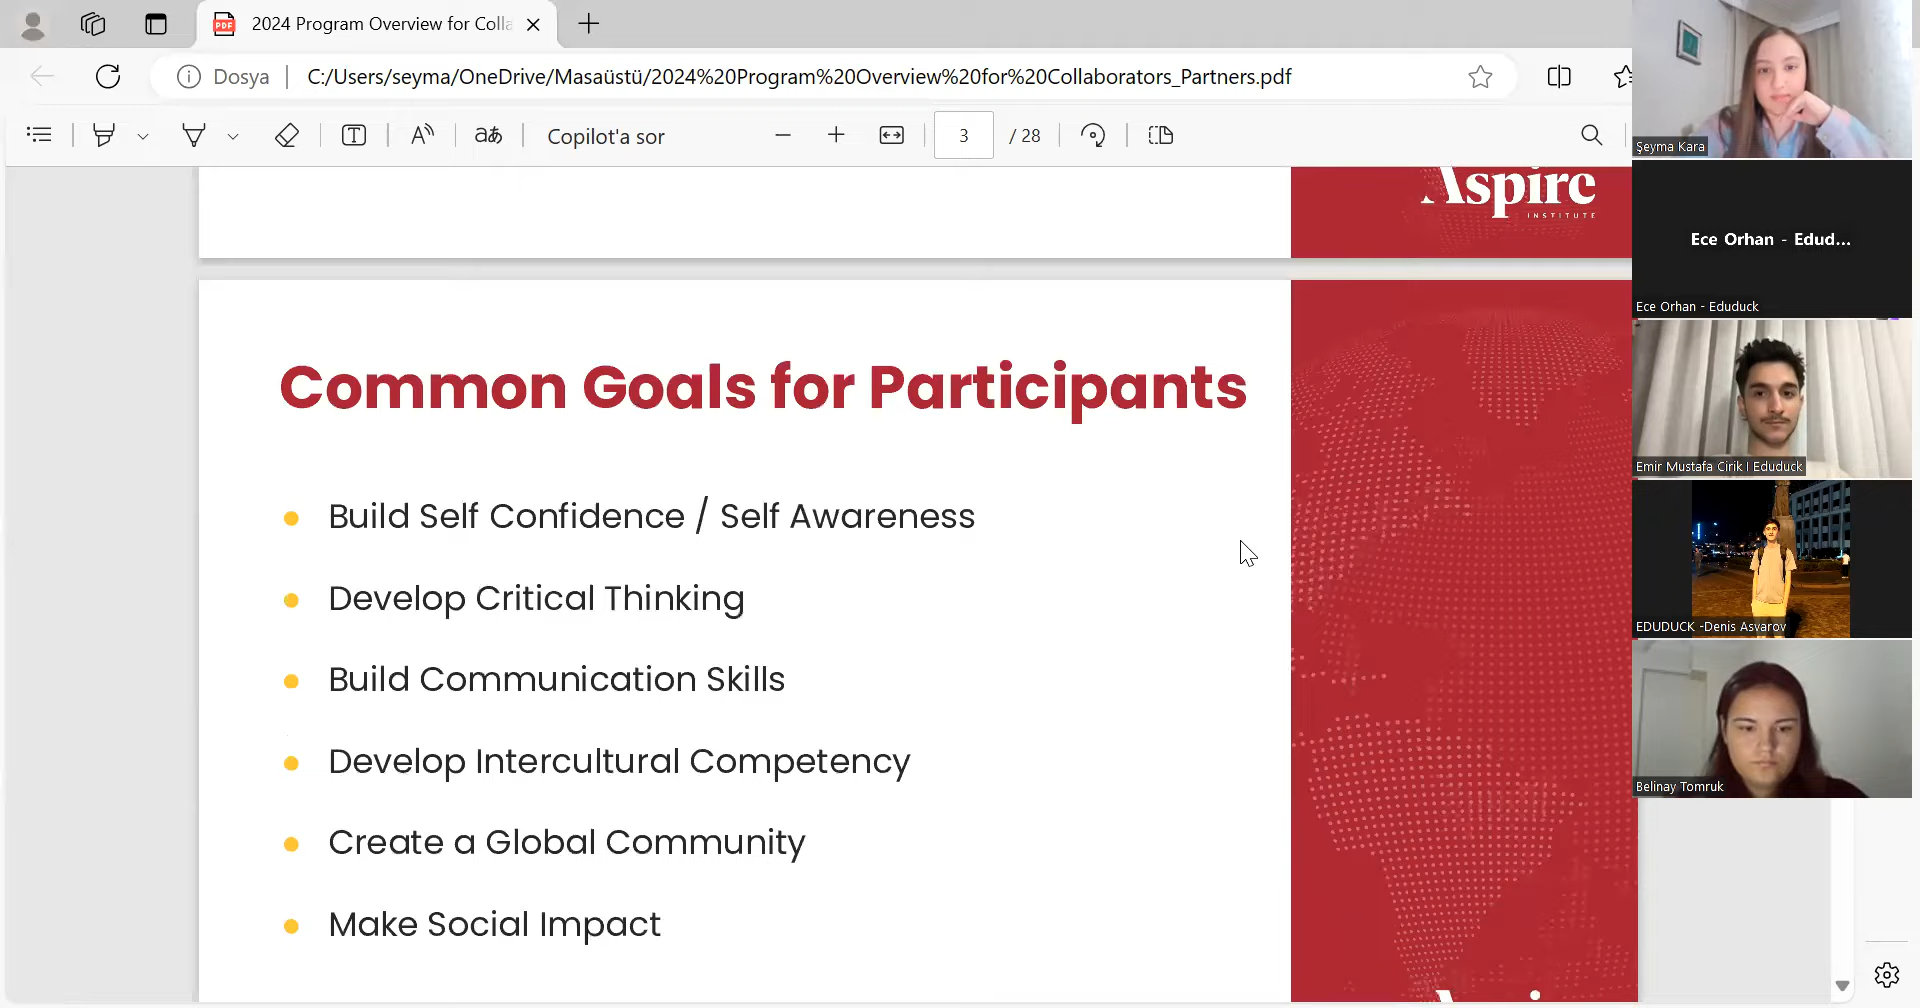 2024 Program Overview for Colla
Dosya
C:/Users/seyma/OneDrive/Masaüstü/2024%20Program%20Overview%20for%20Collaborators_Partners.pdf
aあ
Copilot'a sor
3
/ 28
Aspire
INSTITUTE
Common Goals for Participants
Build Self Confidence / Self Awareness
Develop Critical Thinking
Build Communication Skills
Develop Intercultural Competency
Create a Global Community
Make Social Impact
Şeyma Kara
Ece Orhan - Edud...
Ece Orhan - Eduduck
Emir Mustafa Cirik I Eduduck
EDUDUCK -Denis Asvarov
Belinay Tomruk